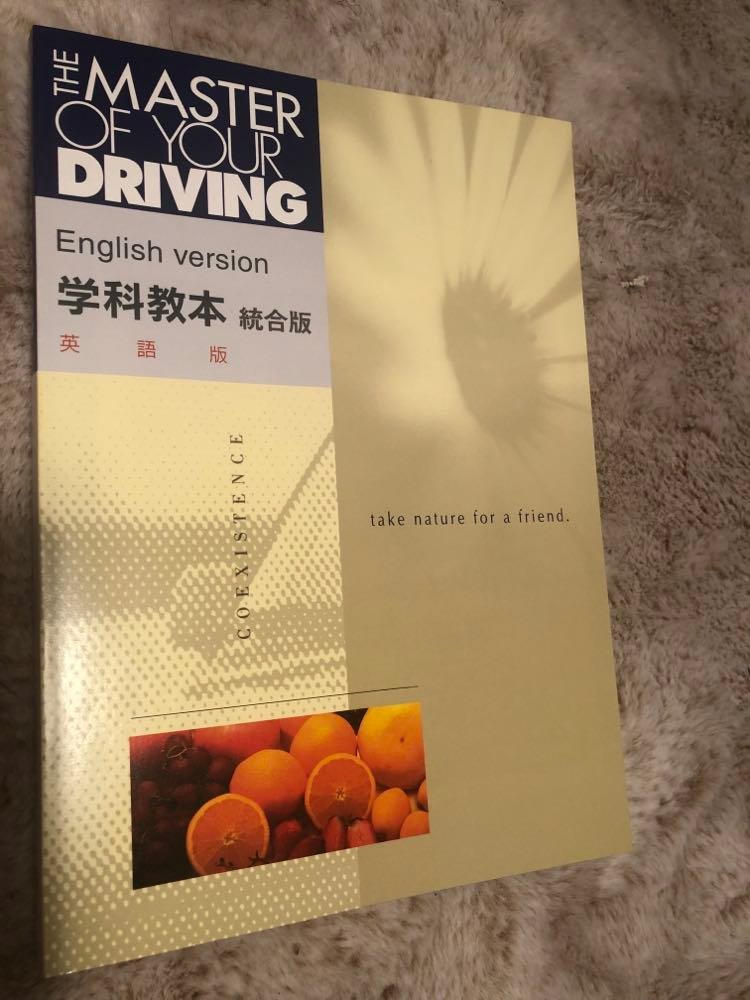 THE
MASTER
OF YOUR
DRIVING
English version
学科教本 統合版
英語版
COEXISTENCE
take nature for a friend.